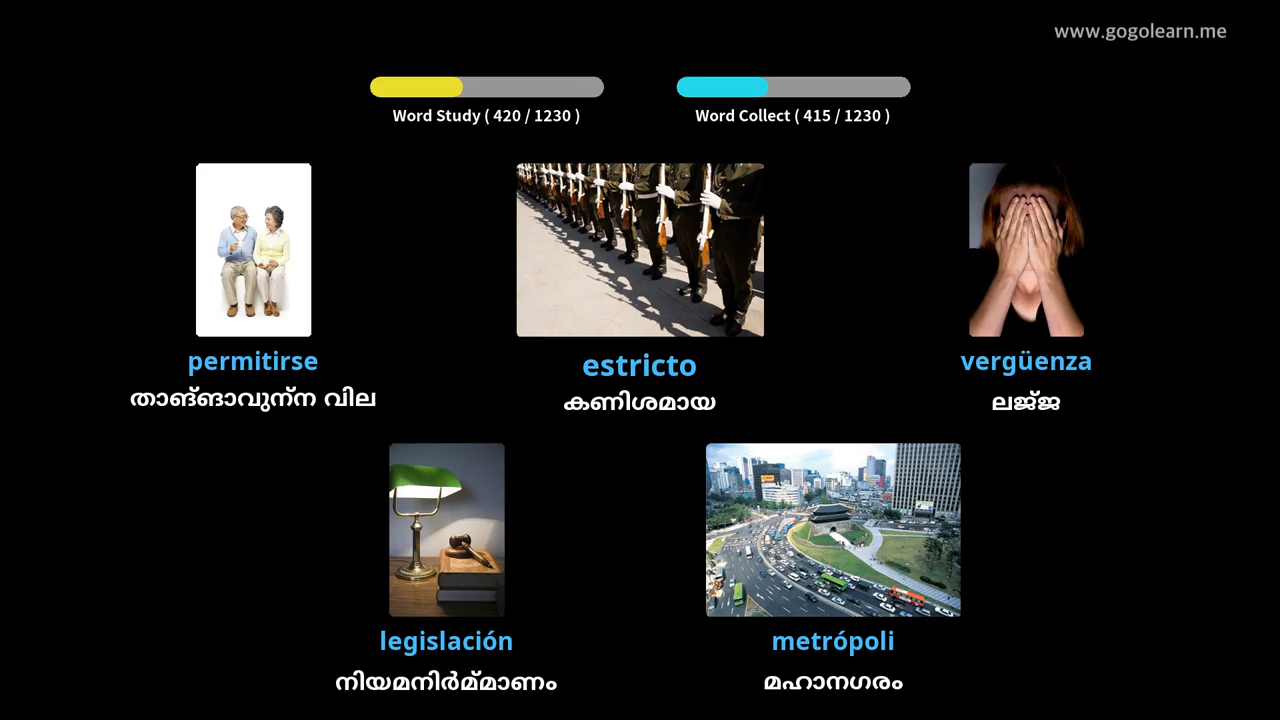 www.gogolearn.me
Word Study ( 420 / 1230 )
Word Collect ( 415 / 1230 )
permitirse
താങ്ങാവുന്ന വില
estricto
കണിശമായ
vergüenza
ലജ്ജ
legislación
നിയമനിർമ്മാണം
metrópoli
മഹാനഗരം